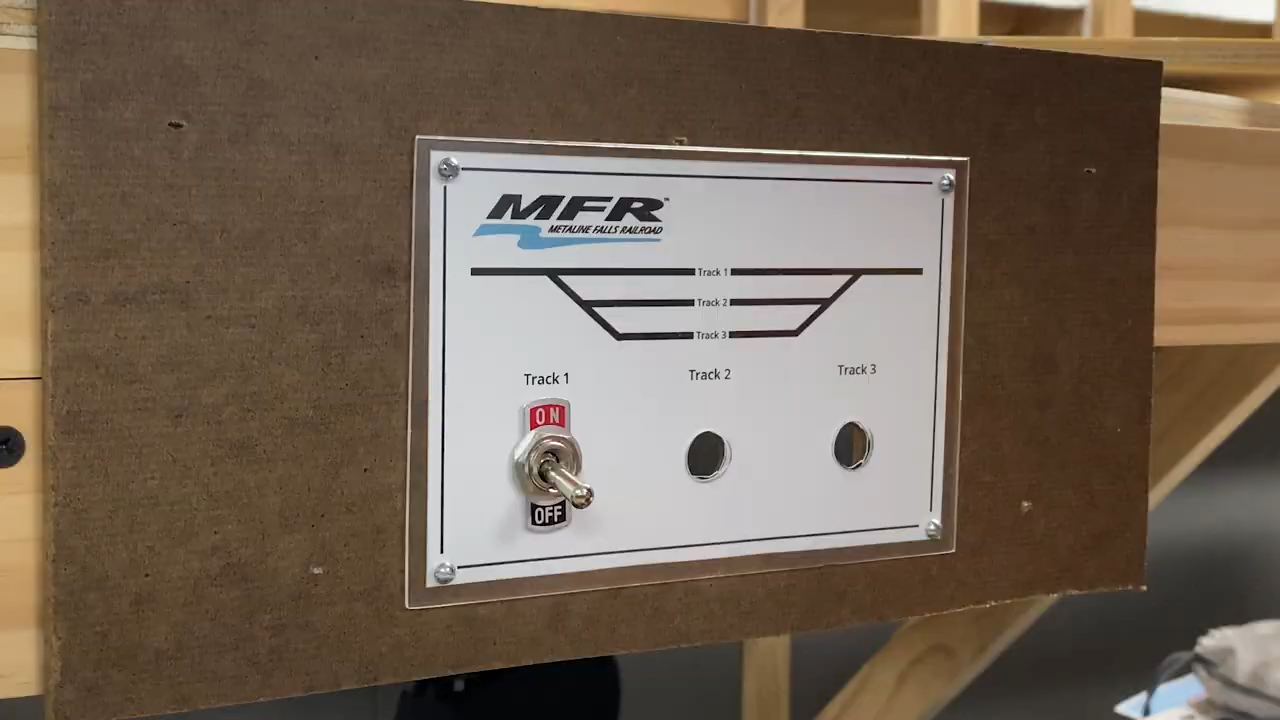 MFR™
METALINE FALLS RAILROAD
Track 1
Track 2
Track 3
Track 1
Track 2
Track 3
ON
OFF